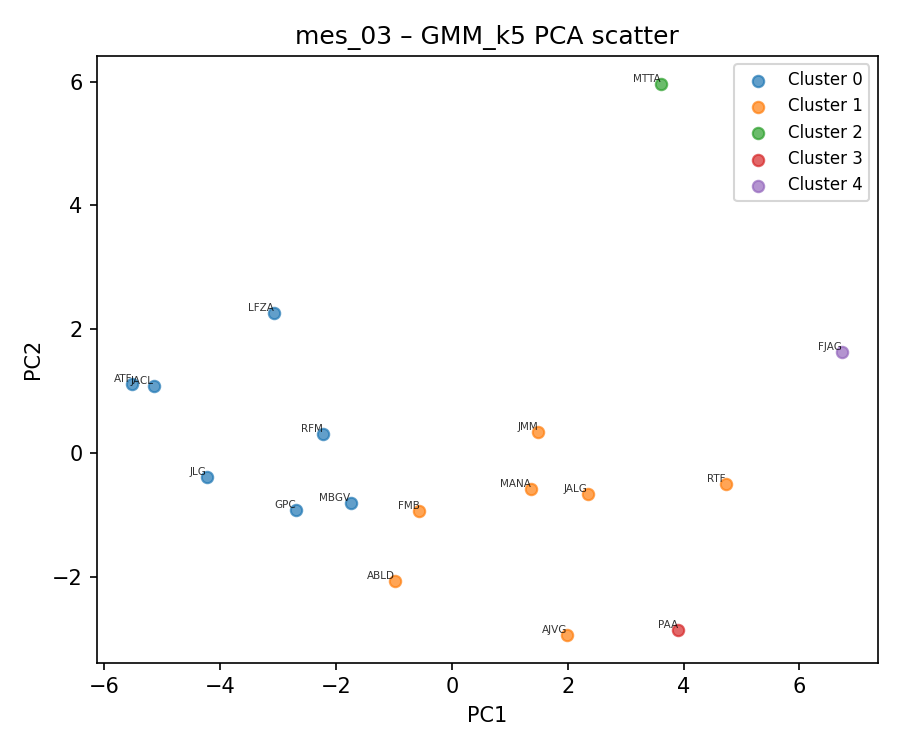 mes_03 – GMM_k5 PCA scatter
Cluster 0
Cluster 1
Cluster 2
Cluster 3
Cluster 4
MTTA
LFZA
FJAG
JACL
RFM
JMM
JLG
MANA
JALG
RTF
GPC
MBGV
FMB
ABLD
AJVG
PAA
6
4
2
0
−2
PC2
−6
−4
−2
0
2
4
6
PC1